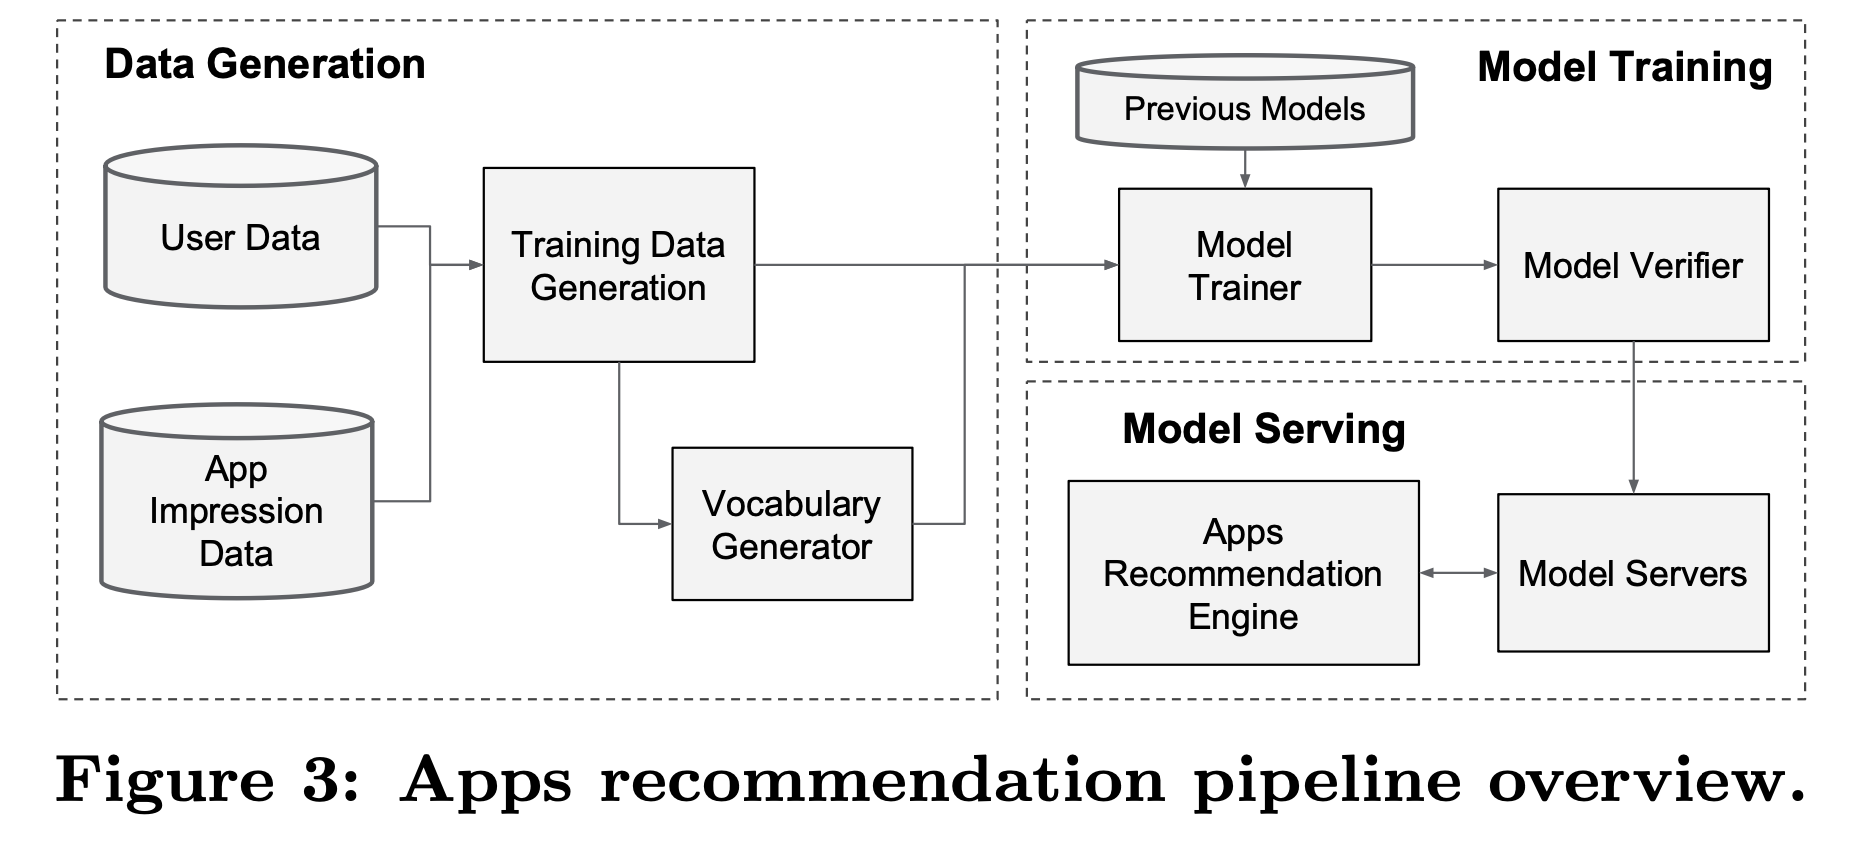 Data Generation
User Data
App
Impression
Data
Training Data
Generation
Vocabulary
Generator
Model Training
Previous Models
Model
Trainer
Model Verifier
Model Serving
Apps
Recommendation
Engine
Model Servers
Figure 3: Apps recommendation pipeline overview.